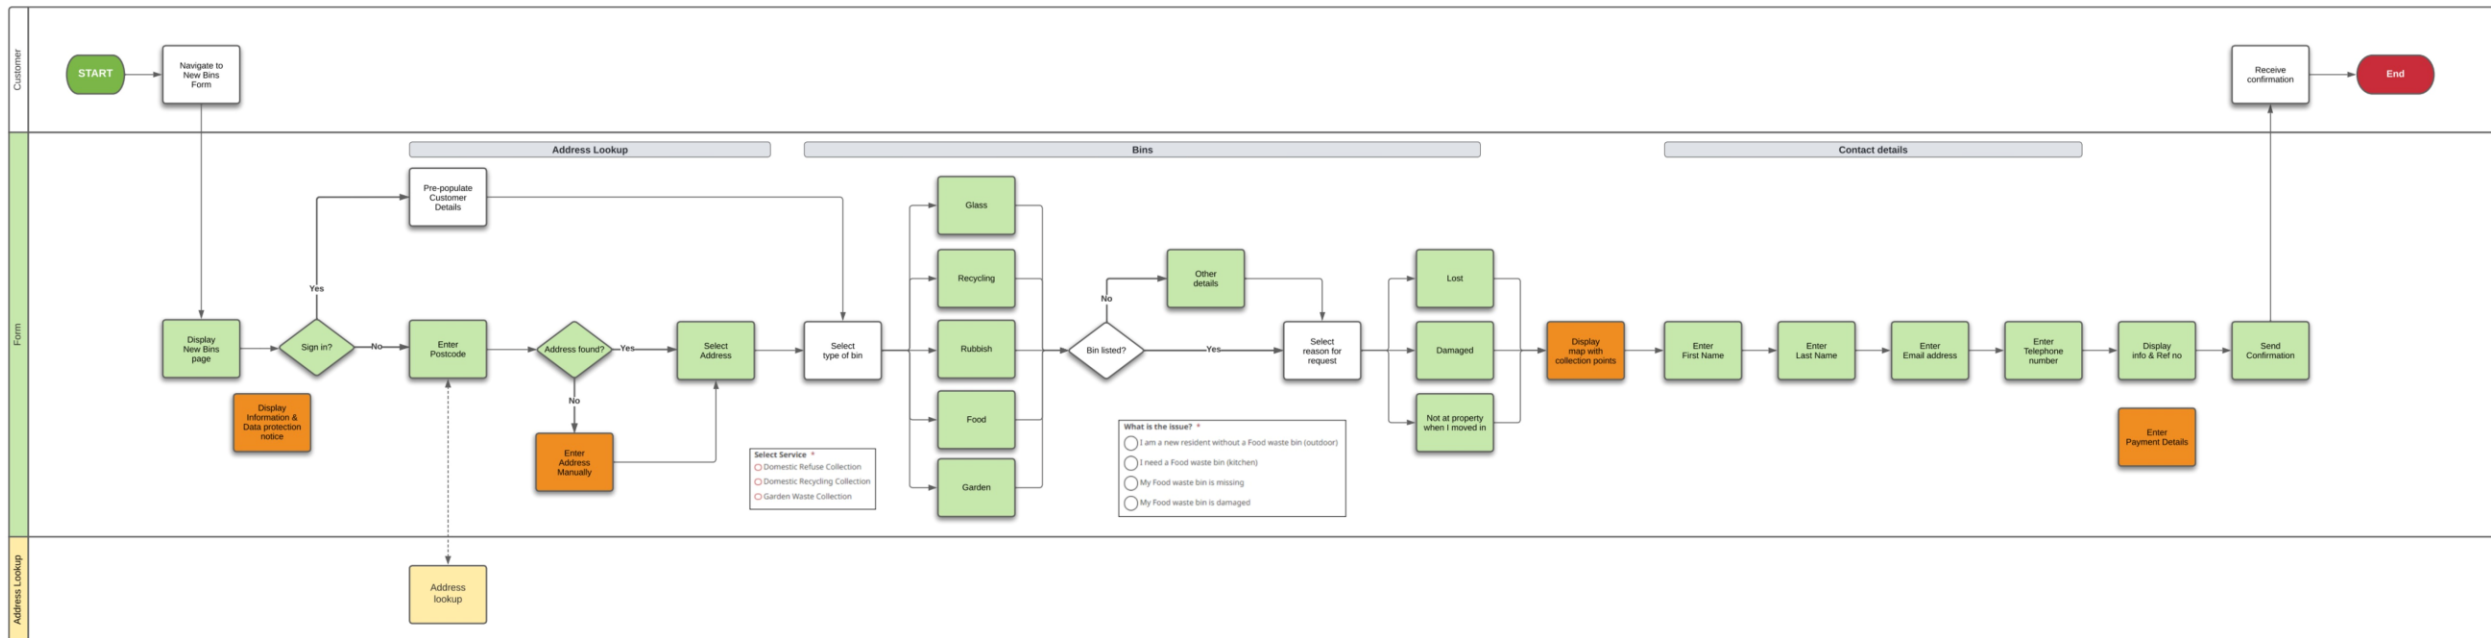 Customer
START
Navigate to
New Bins
Form
Receive
confirmation
End
Form
Address Lookup
Bins
Contact details
Pre-populate
Customer
Details
Yes
Display
New Bins
page
Sign in?
No
Enter
Postcode
Address found?
Yes
Select
Address
No
Enter
Address
Manually
Display
Information &
Data protection
notice
Select
type of bin
Select Service *
Domestic Refuse Collection
Domestic Recycling Collection
Garden Waste Collection
Glass
Recycling
Rubbish
Food
Garden
Bin listed?
No
Other
details
Yes
Select
reason for
request
What is the issue? *
I am a new resident without a Food waste bin (outdoor)
I need a Food waste bin (kitchen)
My Food waste bin is missing
My Food waste bin is damaged
Lost
Damaged
Not at property
when I moved in
Display
map with
collection points
Enter
First Name
Enter
Last Name
Enter
Email address
Enter
Telephone
number
Display
info & Ref no
Send
Confirmation
Enter
Payment Details
Address Lookup
Address
lookup